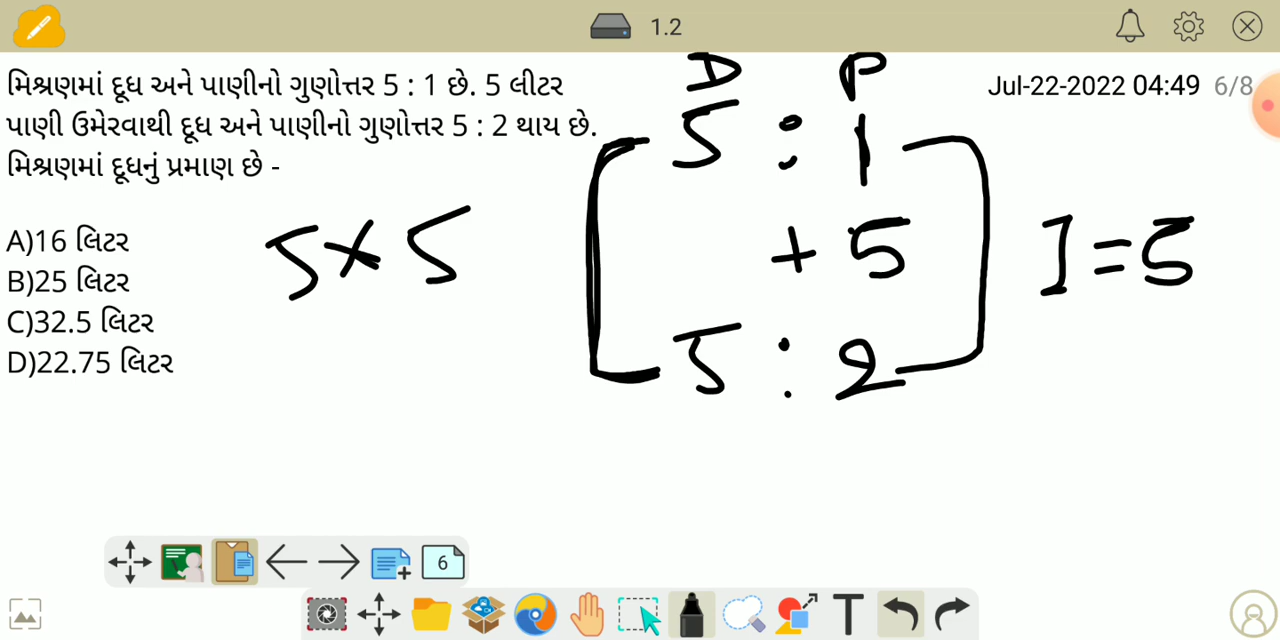 1.2
મિશ્રણમાં દૂધ અને પાણીનો ગુણોત્તર 5 : 1 છે. 5 લીટર
પાણી ઉમેરવાથી દૂધ અને પાણીનો ગુણોત્તર 5 : 2 થાય છે.
મિશ્રણમાં દૂધનું પ્રમાણ છે -
Jul-22-2022 04:49 6/8
A)16 લિટર
B)25 લિટર
C)32.5 લિટર
D)22.75 લિટર
5 × 5
D P
5 : 1
+ 5
5 : 2
1 = 5
6
T